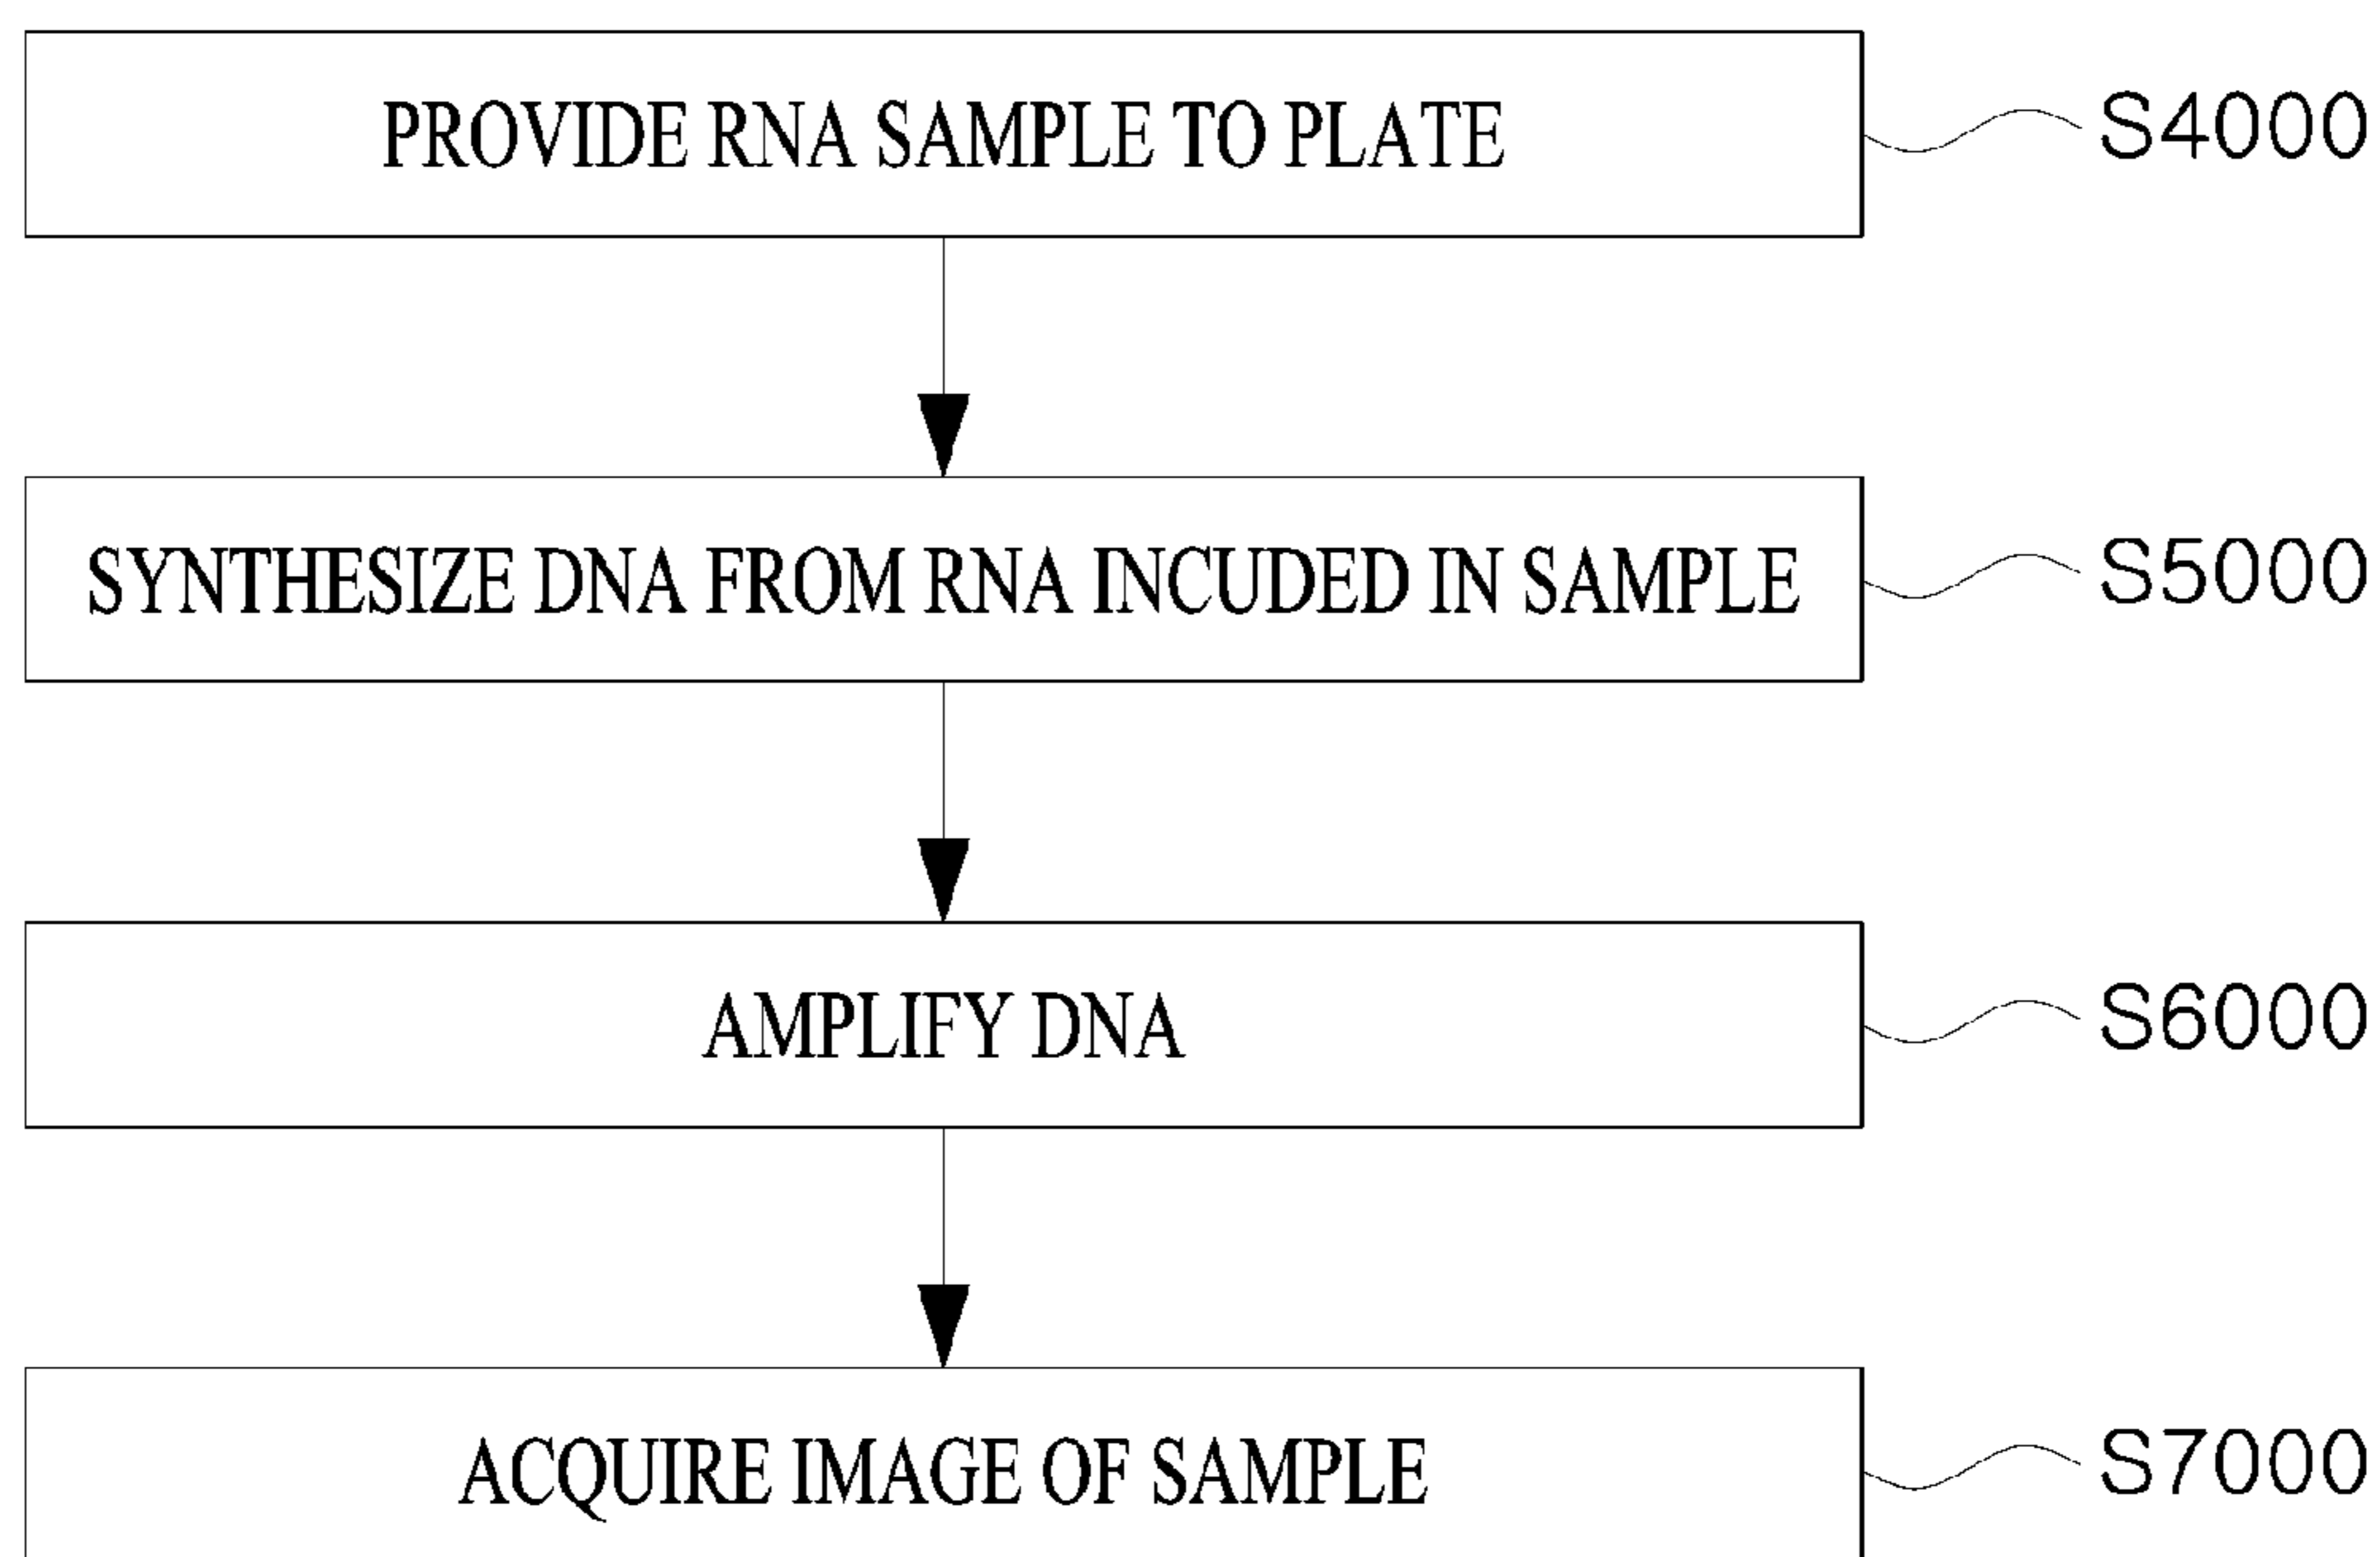 PROVIDE RNA SAMPLE TO PLATE S4000
SYNTHESIZE DNA FROM RNA INCUDED IN SAMPLE S5000
AMPLIFY DNA S6000
ACQUIRE IMAGE OF SAMPLE S7000